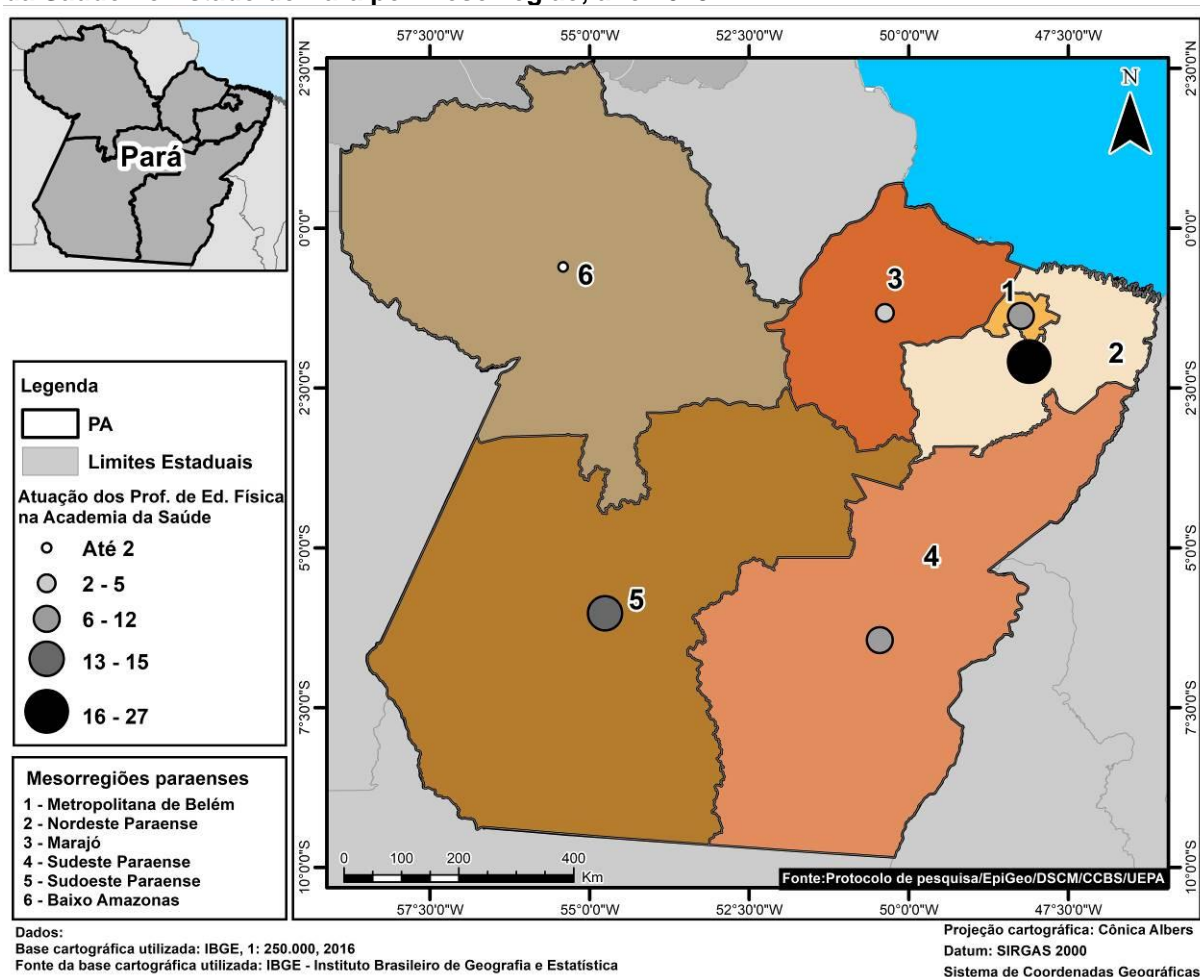 57°30'0"W 55°0'0"W 52°30'0"W 50°0'0"W 47°30'0"W
2°30'0"N
0°0'0"
2°30'0"S
5°0'0"S
7°30'0"S
10°0'0"S
Pará
N
6
3
1
2
4
5
Legenda
PA
Limites Estaduais
Atuação dos Prof. de Ed. Física
na Academia da Saúde
Até 2
2 - 5
6 - 12
13 - 15
16 - 27
Mesorregiões paraenses
1 - Metropolitana de Belém
2 - Nordeste Paraense
3 - Marajó
4 - Sudeste Paraense
5 - Sudoeste Paraense
6 - Baixo Amazonas
0 100 200 400
Km
Fonte:Protocolo de pesquisa/EpiGeo/DSCM/CCBS/UEPA
2°30'0"N
0°0'0"
2°30'0"S
5°0'0"S
7°30'0"S
10°0'0"S
57°30'0"W 55°0'0"W 52°30'0"W 50°0'0"W 47°30'0"W
Dados:
Base cartográfica utilizada: IBGE, 1: 250.000, 2016
Fonte da base cartográfica utilizada: IBGE - Instituto Brasileiro de Geografia e Estatística
Projeção cartográfica: Cônica Albers
Datum: SIRGAS 2000
Sistema de Coordenadas Geográficas